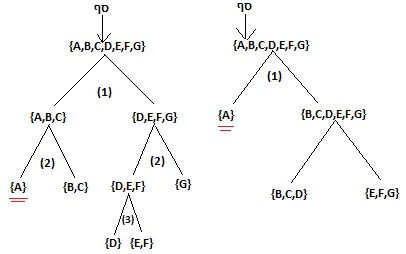 סף
סף
{A,B,C,D,E,F,G}
{A,B,C,D,E,F,G}
(1)
(1)
{A,B,C}
{D,E,F,G}
{A}
{B,C,D,E,F,G}
(2)
(2)
{A}
{B,C}
{D,E,F}
{G}
{B,C,D}
{E,F,G}
(3)
{D}
{E,F}